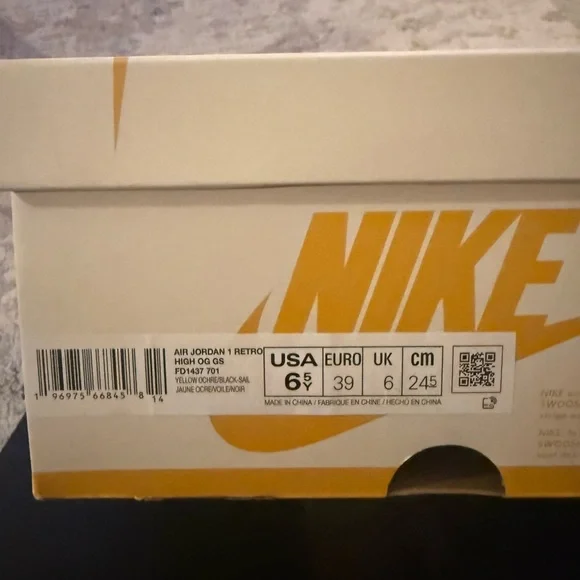 NIKE
AIR JORDAN 1 RETRO
HIGH OG GS
FD1437 701
YELLOW OCHRE/BLACK-SAIL
JAUNE OCRE/VOILE/NOIR
1 96975 66845 8 14
USA EURO UK cm
6.5Y 39 6 24.5
MADE IN CHINA / FABRIQUÉ EN CHINE / HECHO EN CHINA